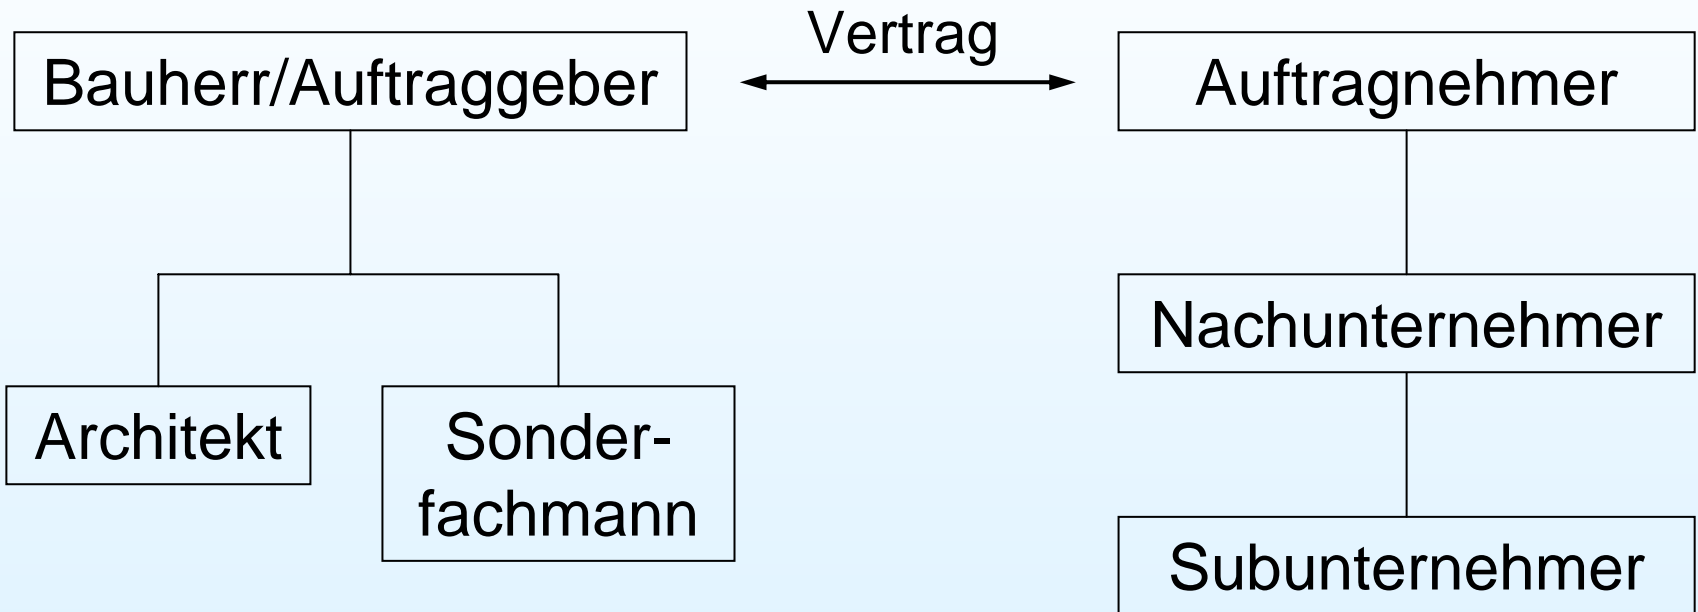 Vertrag
Bauherr/Auftraggeber
Auftragnehmer
Nachunternehmer
Architekt
Sonder-
fachmann
Subunternehmer